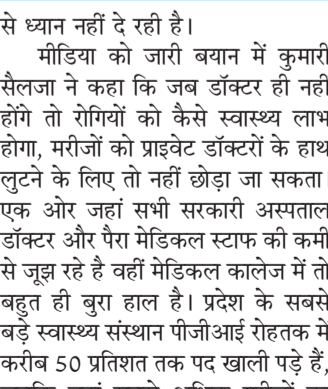 से ध्यान नहीं दे रही है।
मीडिया को जारी बयान में कुमारी
सैलजा ने कहा कि जब डॉक्टर ही नही
होंगे तो रोगियों को कैसे स्वास्थ्य लाभ
होगा, मरीजों को प्राइवेट डॉक्टरों के हाथ
लुटने के लिए तो नहीं छोड़ा जा सकता।
एक ओर जहां सभी सरकारी अस्पताल
डॉक्टर और पैरा मेडिकल स्टाफ की कमी
से जूझ रहे है वहीं मेडिकल कालेज में तो
बहुत ही बुरा हाल है। प्रदेश के सबसे
बड़े स्वास्थ्य संस्थान पीजीआई रोहतक मे
करीब 50 प्रतिशत तक पद खाली पड़े हैं,